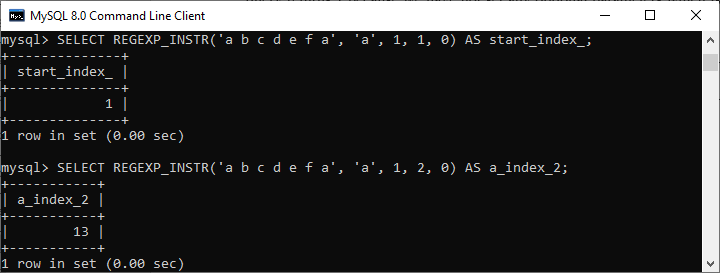 MySQL 8.0 Command Line Client
mysql> SELECT REGEXP_INSTR('a b c d e f a', 'a', 1, 1, 0) AS start_index_;
+--------------+
| start_index_ |
+--------------+
|            1 |
+--------------+
1 row in set (0.00 sec)

mysql> SELECT REGEXP_INSTR('a b c d e f a', 'a', 1, 2, 0) AS a_index_2;
+-----------+
| a_index_2 |
+-----------+
|        13 |
+-----------+
1 row in set (0.00 sec)